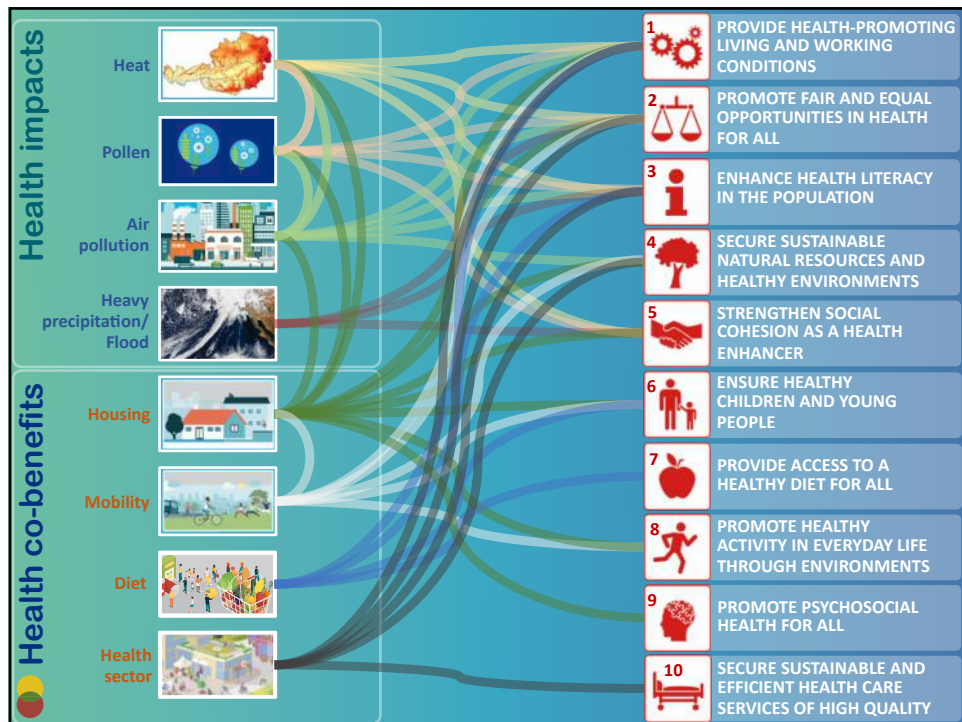 Health impacts
Heat
Pollen
Air
pollution
Heavy
precipitation/
Flood
Health co-benefits
Housing
Mobility
Diet
Health
sector
1
PROVIDE HEALTH-PROMOTING
LIVING AND WORKING
CONDITIONS
2
PROMOTE FAIR AND EQUAL
OPPORTUNITIES IN HEALTH
FOR ALL
3
ENHANCE HEALTH LITERACY
IN THE POPULATION
4
SECURE SUSTAINABLE
NATURAL RESOURCES AND
HEALTHY ENVIRONMENTS
5
STRENGTHEN SOCIAL
COHESION AS A HEALTH
ENHANCER
6
ENSURE HEALTHY
CHILDREN AND YOUNG
PEOPLE
7
PROVIDE ACCESS TO A
HEALTHY DIET FOR ALL
8
PROMOTE HEALTHY
ACTIVITY IN EVERYDAY LIFE
THROUGH ENVIRONMENTS
9
PROMOTE PSYCHOSOCIAL
HEALTH FOR ALL
10
SECURE SUSTAINABLE AND
EFFICIENT HEALTH CARE
SERVICES OF HIGH QUALITY